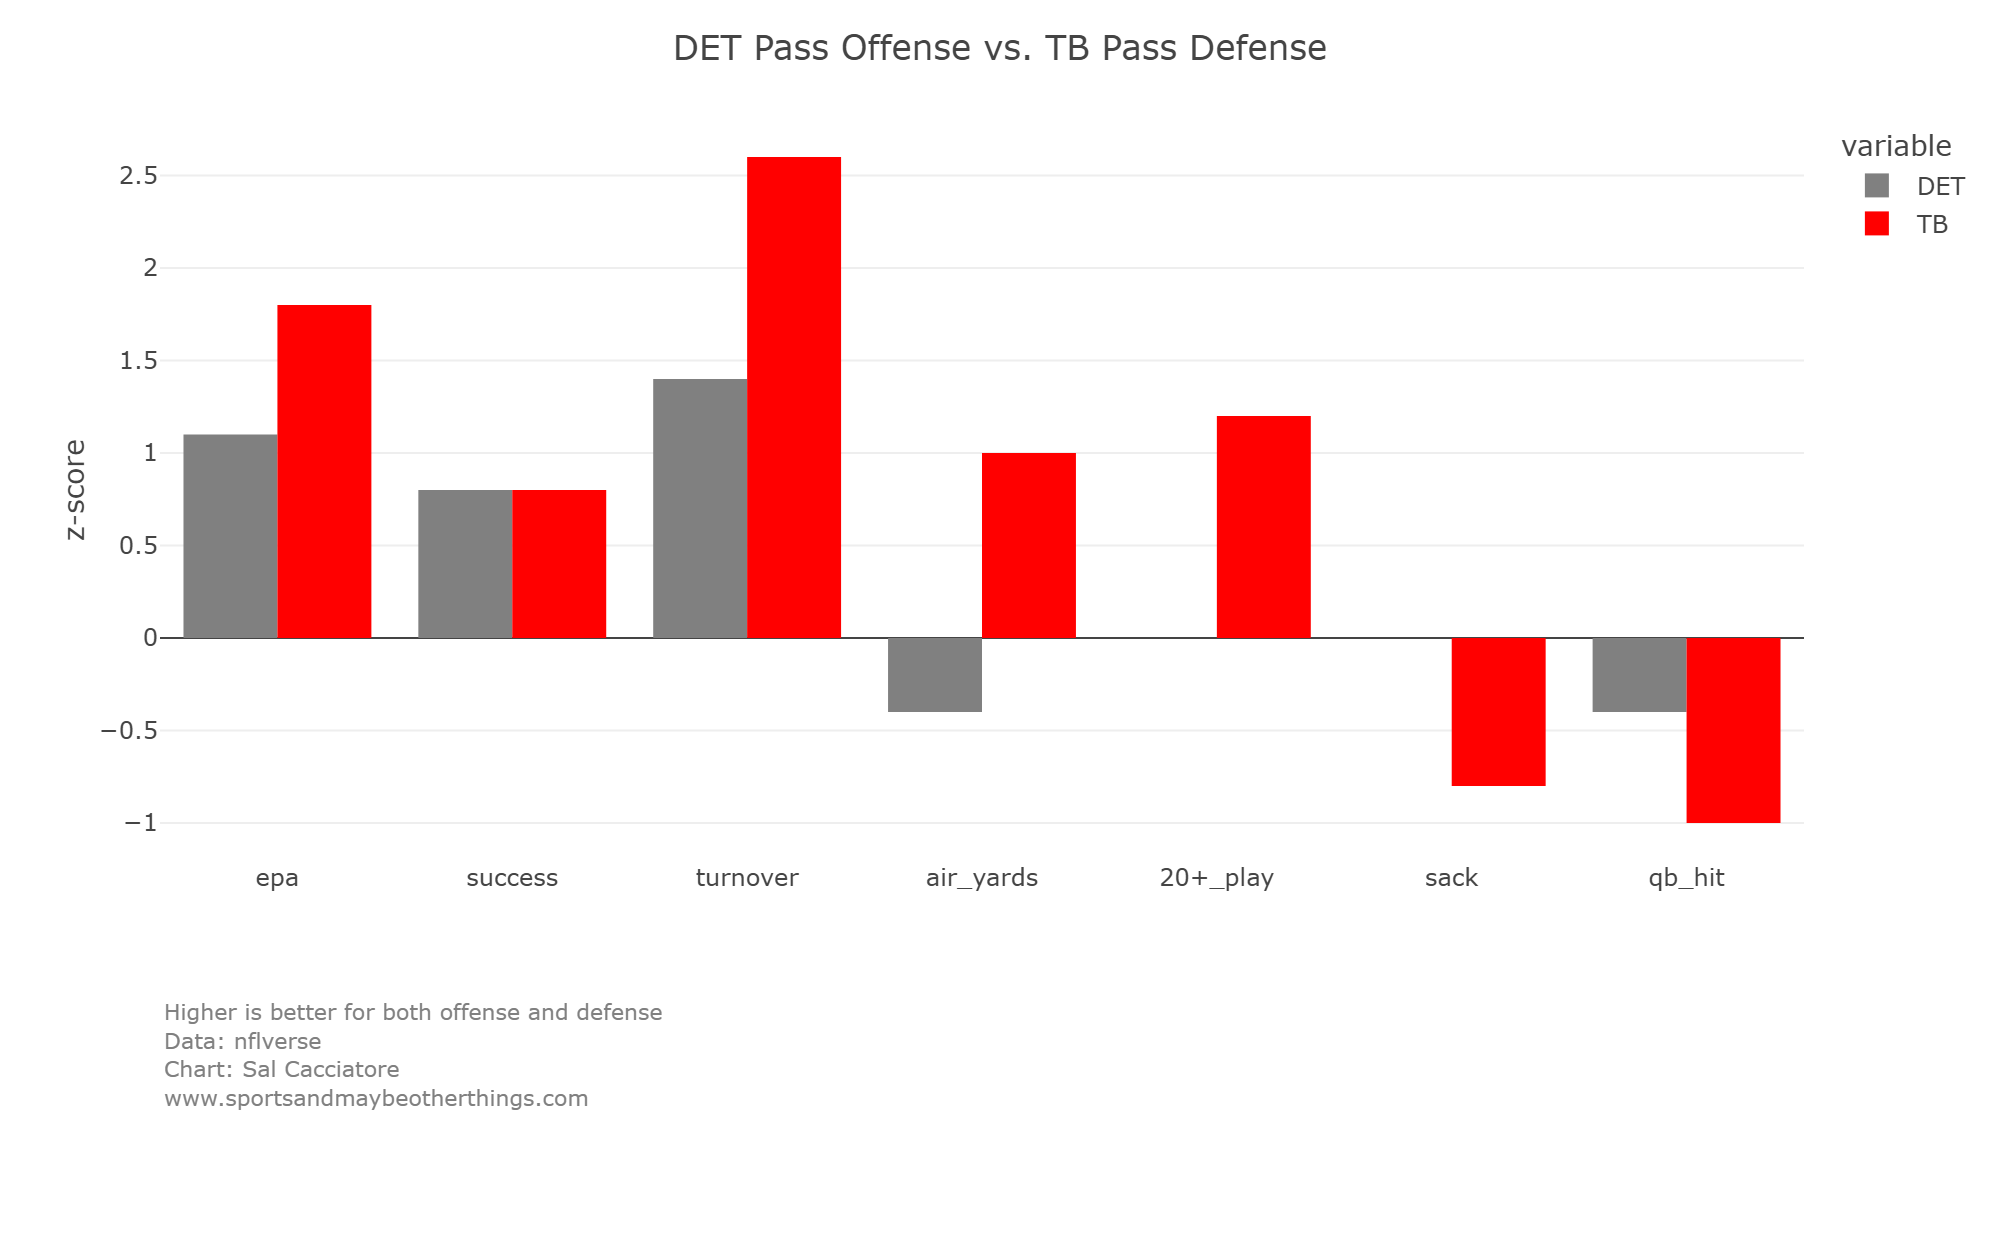 DET Pass Offense vs. TB Pass Defense
variable
DET
TB
z-score
2.5
2
1.5
1
0.5
0
−0.5
−1
epa
success
turnover
air_yards
20+_play
sack
qb_hit
Higher is better for both offense and defense
Data: nflverse
Chart: Sal Cacciatore
www.sportsandmaybeotherthings.com